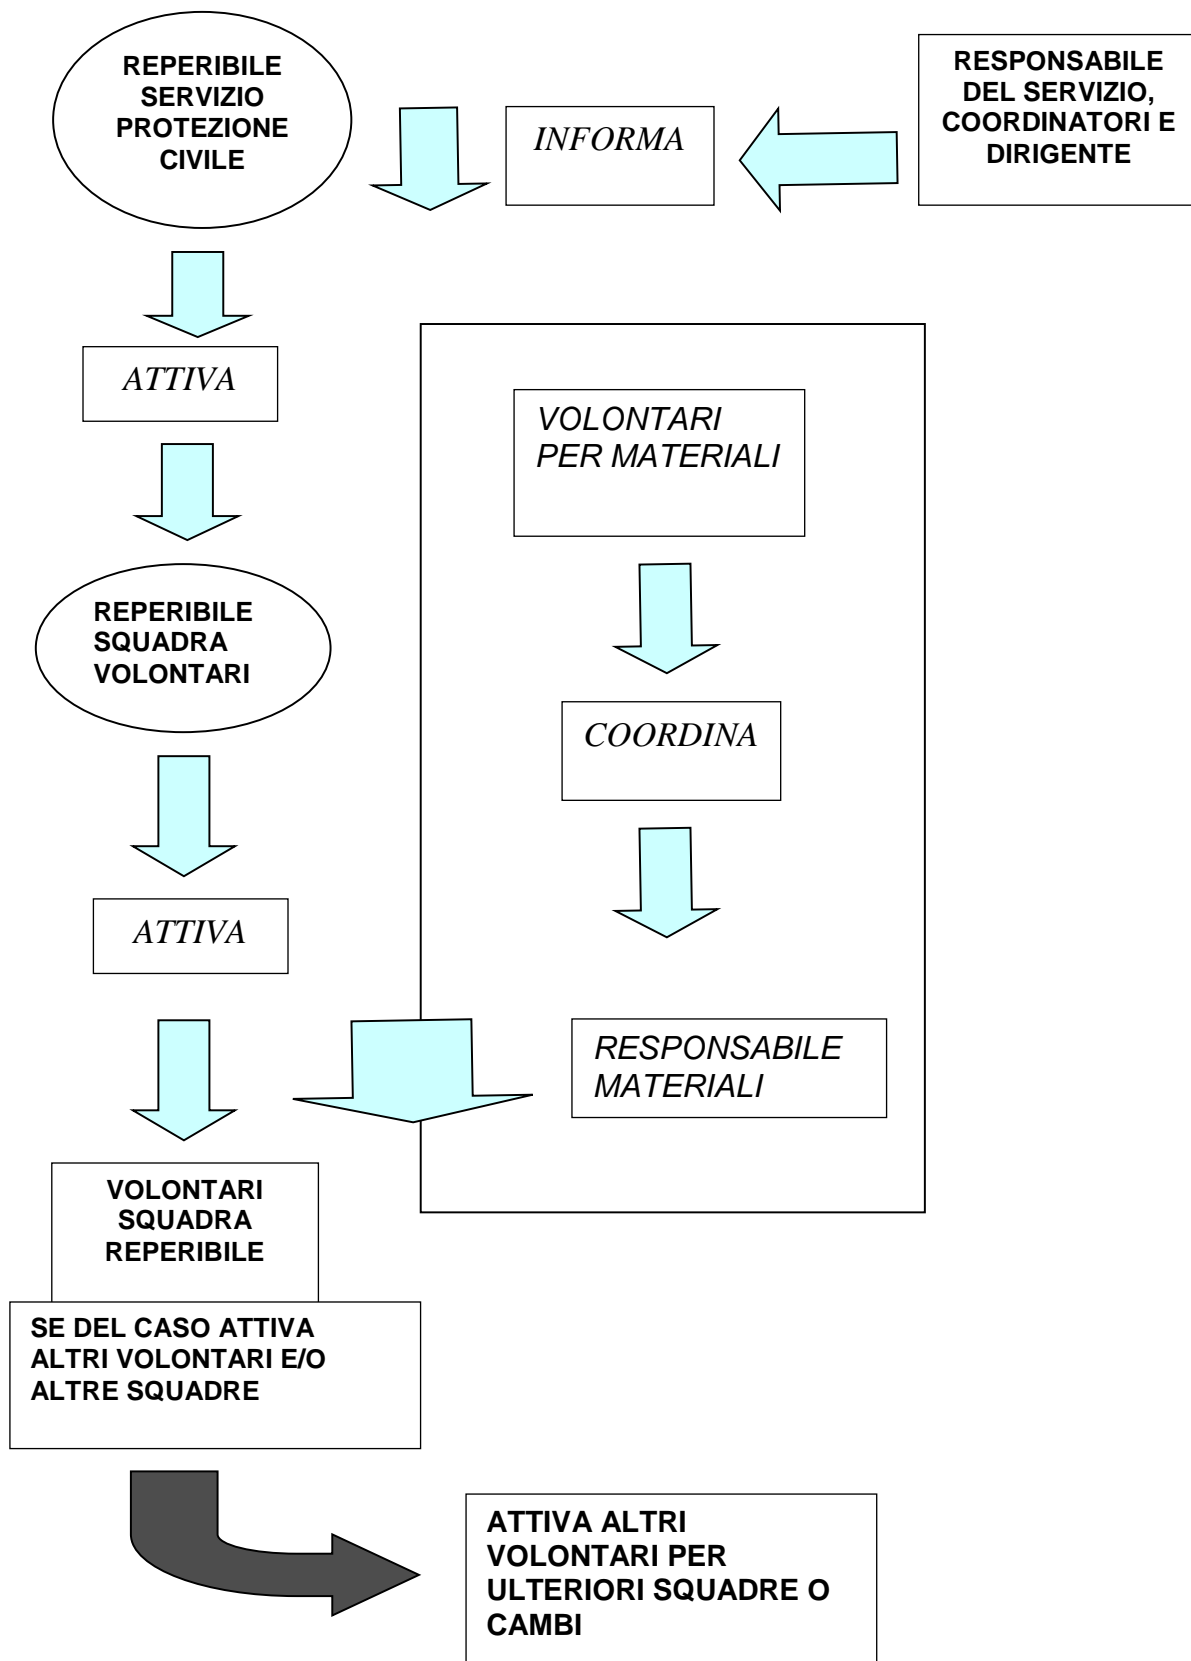 REPERIBILE
SERVIZIO
PROTEZIONE
CIVILE
INFORMA
RESPONSABILE
DEL SERVIZIO,
COORDINATORI E
DIRIGENTE
ATTIVA
REPERIBILE
SQUADRA
VOLONTARI
ATTIVA
VOLONTARI
PER MATERIALI
COORDINA
RESPONSABILE
MATERIALI
VOLONTARI
SQUADRA
REPERIBILE
SE DEL CASO ATTIVA
ALTRI VOLONTARI E/O
ALTRE SQUADRE
ATTIVA ALTRI
VOLONTARI PER
ULTERIORI SQUADRE O
CAMBI